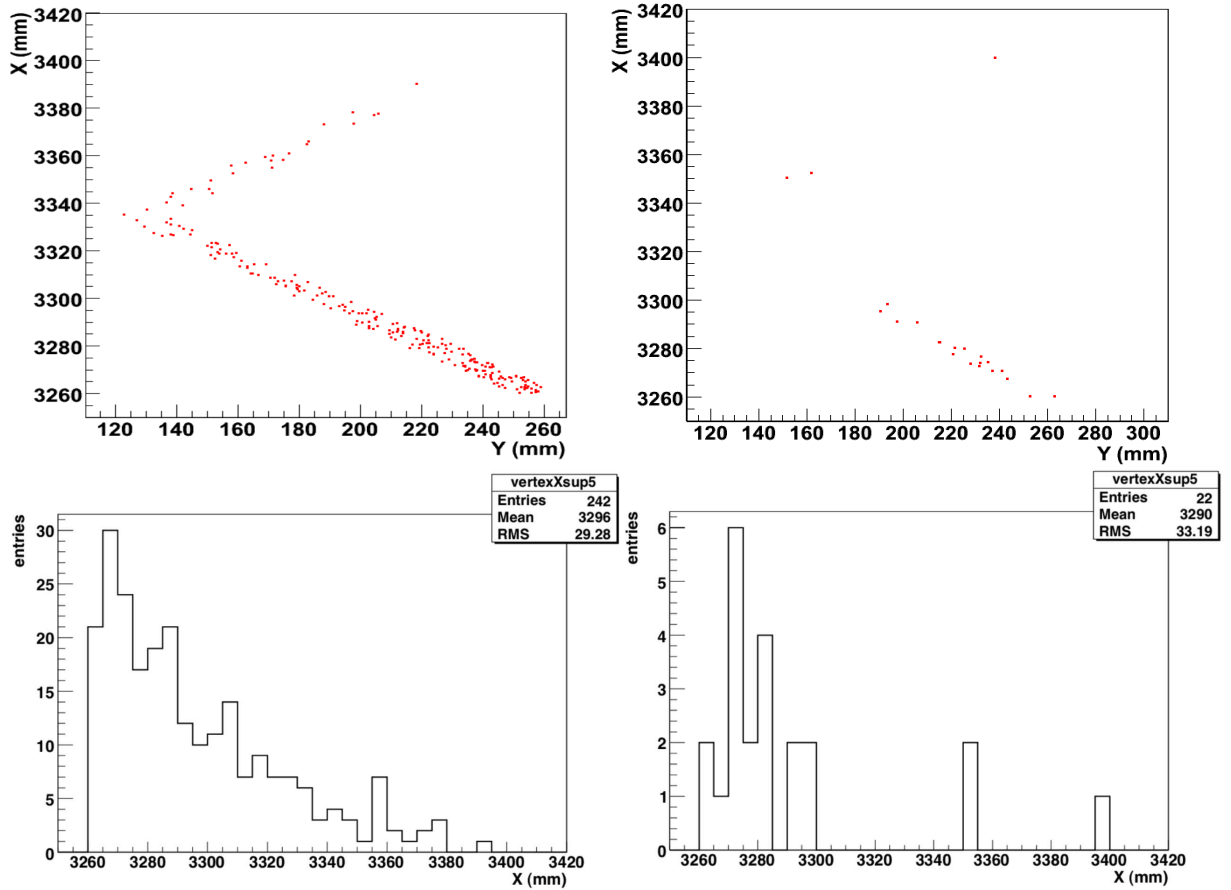 X (mm)
3420
3400
3380
3360
3340
3320
3300
3280
3260
120 140 160 180 200 220 240 260
Y (mm)
X (mm)
3420
3400
3380
3360
3340
3320
3300
3280
3260
120 140 160 180 200 220 240 260 280 300
Y (mm)
vertexXsup5
Entries 242
Mean 3296
RMS 29.28
entries
30
25
20
15
10
5
0
3260 3280 3300 3320 3340 3360 3380 3400 3420
X (mm)
vertexXsup5
Entries 22
Mean 3290
RMS 33.19
entries
6
5
4
3
2
1
0
3260 3280 3300 3320 3340 3360 3380 3400 3420
X (mm)